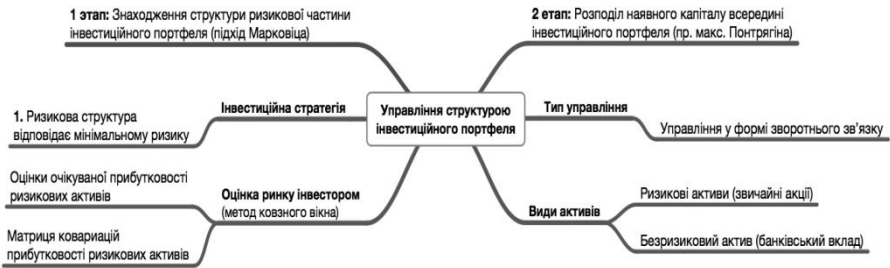 1 этап: Знаходження структури ризикової частини
інвестиційного портфеля (підхід Марковіца)
2 етап: Розподіл наявного капіталу всередині
інвестиційного портфеля (пр. макс. Понтрягіна)
Управління структурою
інвестиційного портфеля
Інвестиційна стратегія
1. Ризикова структура
відповідає мінімальному ризику
Тип управління
Управління у формі зворотнього зв'язку
Оцінка ринку інвестором
(метод ковзного вікна)
Оцінки очікуваної прибутковості
ризикових активів
Матриця ковариацій
прибутковості ризикових активів
Види активів
Ризикові активи (звичайні акції)
Безризиковий актив (банківський вклад)